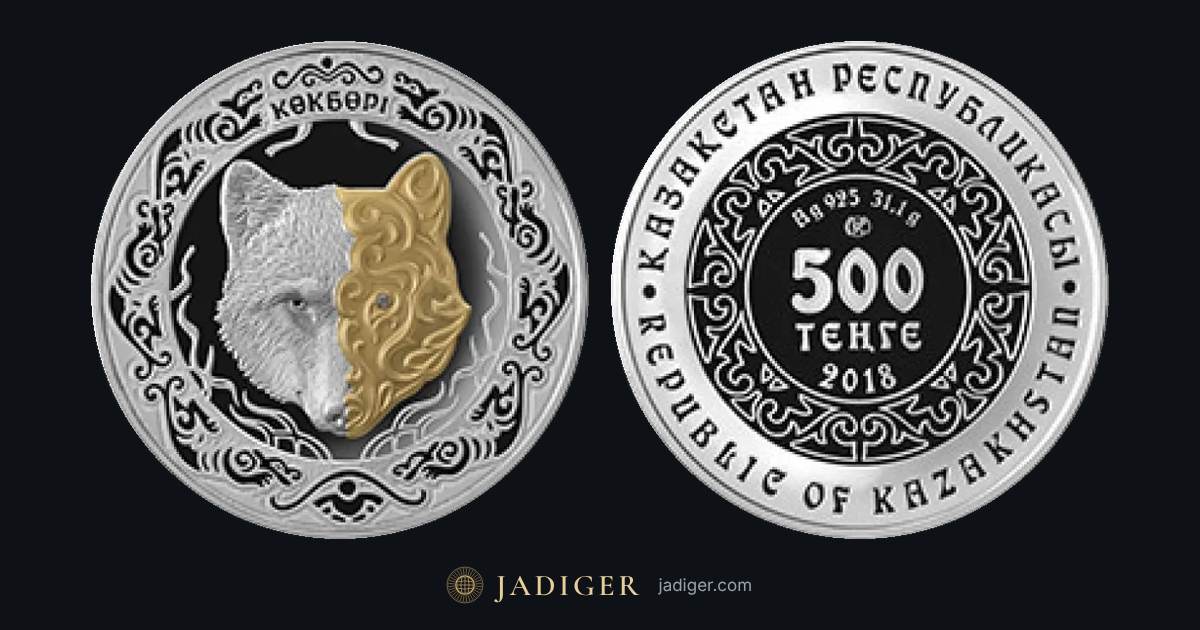 КӨКБӨРІ
ҚАЗАҚСТАН РЕСПУБЛИКАСЫ
Ag 925 31.1 g
500
ТЕҢГЕ
2018
REPUBLIC OF KAZAKHSTAN
JADIGER jadiger.com